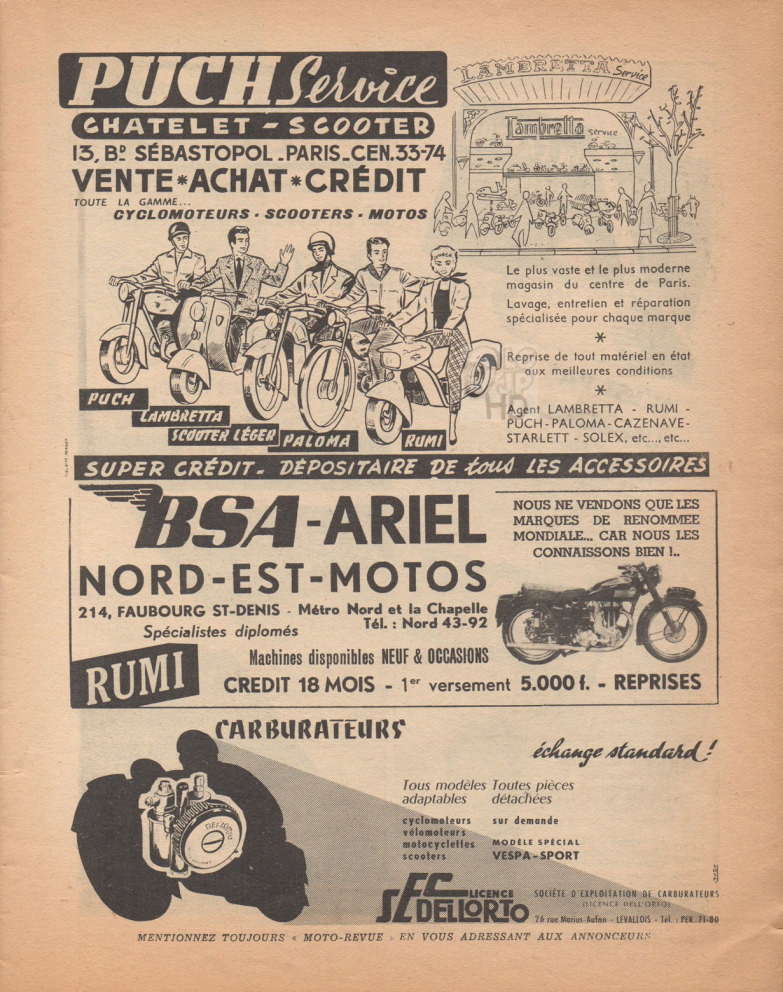 PUCH Service
CHATELET - SCOOTER
13, Bᴰ SÉBASTOPOL _ PARIS _ CEN. 33-74
VENTE * ACHAT * CRÉDIT
TOUTE LA GAMME...
CYCLOMOTEURS · SCOOTERS · MOTOS
LAMBRETTA Service
Lambretta service
Le plus vaste et le plus moderne
magasin du centre de Paris.
Lavage, entretien et réparation
spécialisée pour chaque marque
*
Reprise de tout matériel en état
aux meilleures conditions
*
Agent LAMBRETTA - RUMI -
PUCH - PALOMA - CAZENAVE -
STARLETT - SOLEX, etc..., etc...
PUCH
LAMBRETTA
SCOOTER LÉGER
PALOMA
RUMI
SUPER CRÉDIT - DÉPOSITAIRE DE tous LES ACCESSOIRES
BSA - ARIEL
NORD - EST - MOTOS
214, FAUBOURG ST-DENIS - Métro Nord et la Chapelle
Tél. : Nord 43-92
Spécialistes diplomés
NOUS NE VENDONS QUE LES
MARQUES DE RENOMMEE
MONDIALE... CAR NOUS LES
CONNAISSONS BIEN !..
RUMI
Machines disponibles NEUF & OCCASIONS
CREDIT 18 MOIS - 1er versement 5.000 f. - REPRISES
CARBURATEURS
échange standard !
Tous modèles
adaptables
cyclomoteurs
vélomoteurs
motocyclettes
scooters
Toutes pièces
détachées
sur demande
MODÈLE SPÉCIAL
VESPA - SPORT
DELLORTO
SEC LICENCE
DELLORTO
SOCIÉTÉ D'EXPLOITATION DE CARBURATEURS
(LICENCE DELL'ORTO)
26 rue Marius-Aufan - LEVALLOIS - Tél. : PER. 71-80
MENTIONNEZ TOUJOURS « MOTO-REVUE » EN VOUS ADRESSANT AUX ANNONCEURS